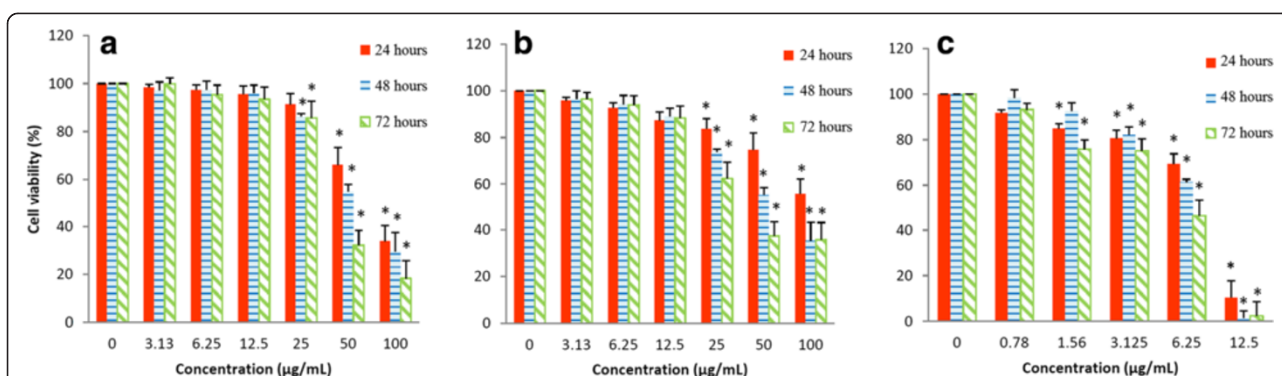 a
24 hours
48 hours
72 hours
Cell viability (%)
120
100
80
60
40
20
0
* * * * * * * *
0 3.13 6.25 12.5 25 50 100
Concentration (µg/mL)
b
24 hours
48 hours
72 hours
120
100
80
60
40
20
0
* * * * * * * * *
0 3.13 6.25 12.5 25 50 100
Concentration (µg/mL)
c
24 hours
48 hours
72 hours
120
100
80
60
40
20
0
* * * * * * * * * * *
0 0.78 1.56 3.125 6.25 12.5
Concentration (µg/mL)